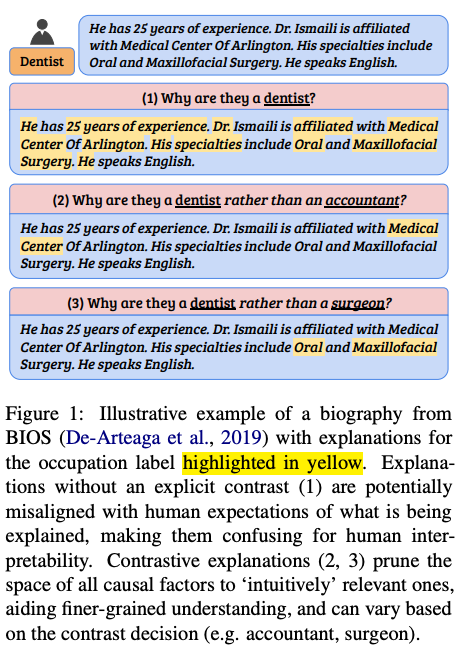 He has 25 years of experience. Dr. Ismaili is affiliated
with Medical Center Of Arlington. His specialties include
Oral and Maxillofacial Surgery. He speaks English.
Dentist
(1) Why are they a dentist?
He has 25 years of experience. Dr. Ismaili is affiliated with Medical
Center Of Arlington. His specialties include Oral and Maxillofacial
Surgery. He speaks English.
(2) Why are they a dentist rather than an accountant?
He has 25 years of experience. Dr. Ismaili is affiliated with Medical
Center Of Arlington. His specialties include Oral and Maxillofacial
Surgery. He speaks English.
(3) Why are they a dentist rather than a surgeon?
He has 25 years of experience. Dr. Ismaili is affiliated with Medical
Center Of Arlington. His specialties include Oral and Maxillofacial
Surgery. He speaks English.
Figure 1: Illustrative example of a biography from
BIOS (De-Arteaga et al., 2019) with explanations for
the occupation label highlighted in yellow. Explana-
tions without an explicit contrast (1) are potentially
misaligned with human expectations of what is being
explained, making them confusing for human inter-
pretability. Contrastive explanations (2, 3) prune the
space of all causal factors to ‘intuitively’ relevant ones,
aiding finer-grained understanding, and can vary based
on the contrast decision (e.g. accountant, surgeon).